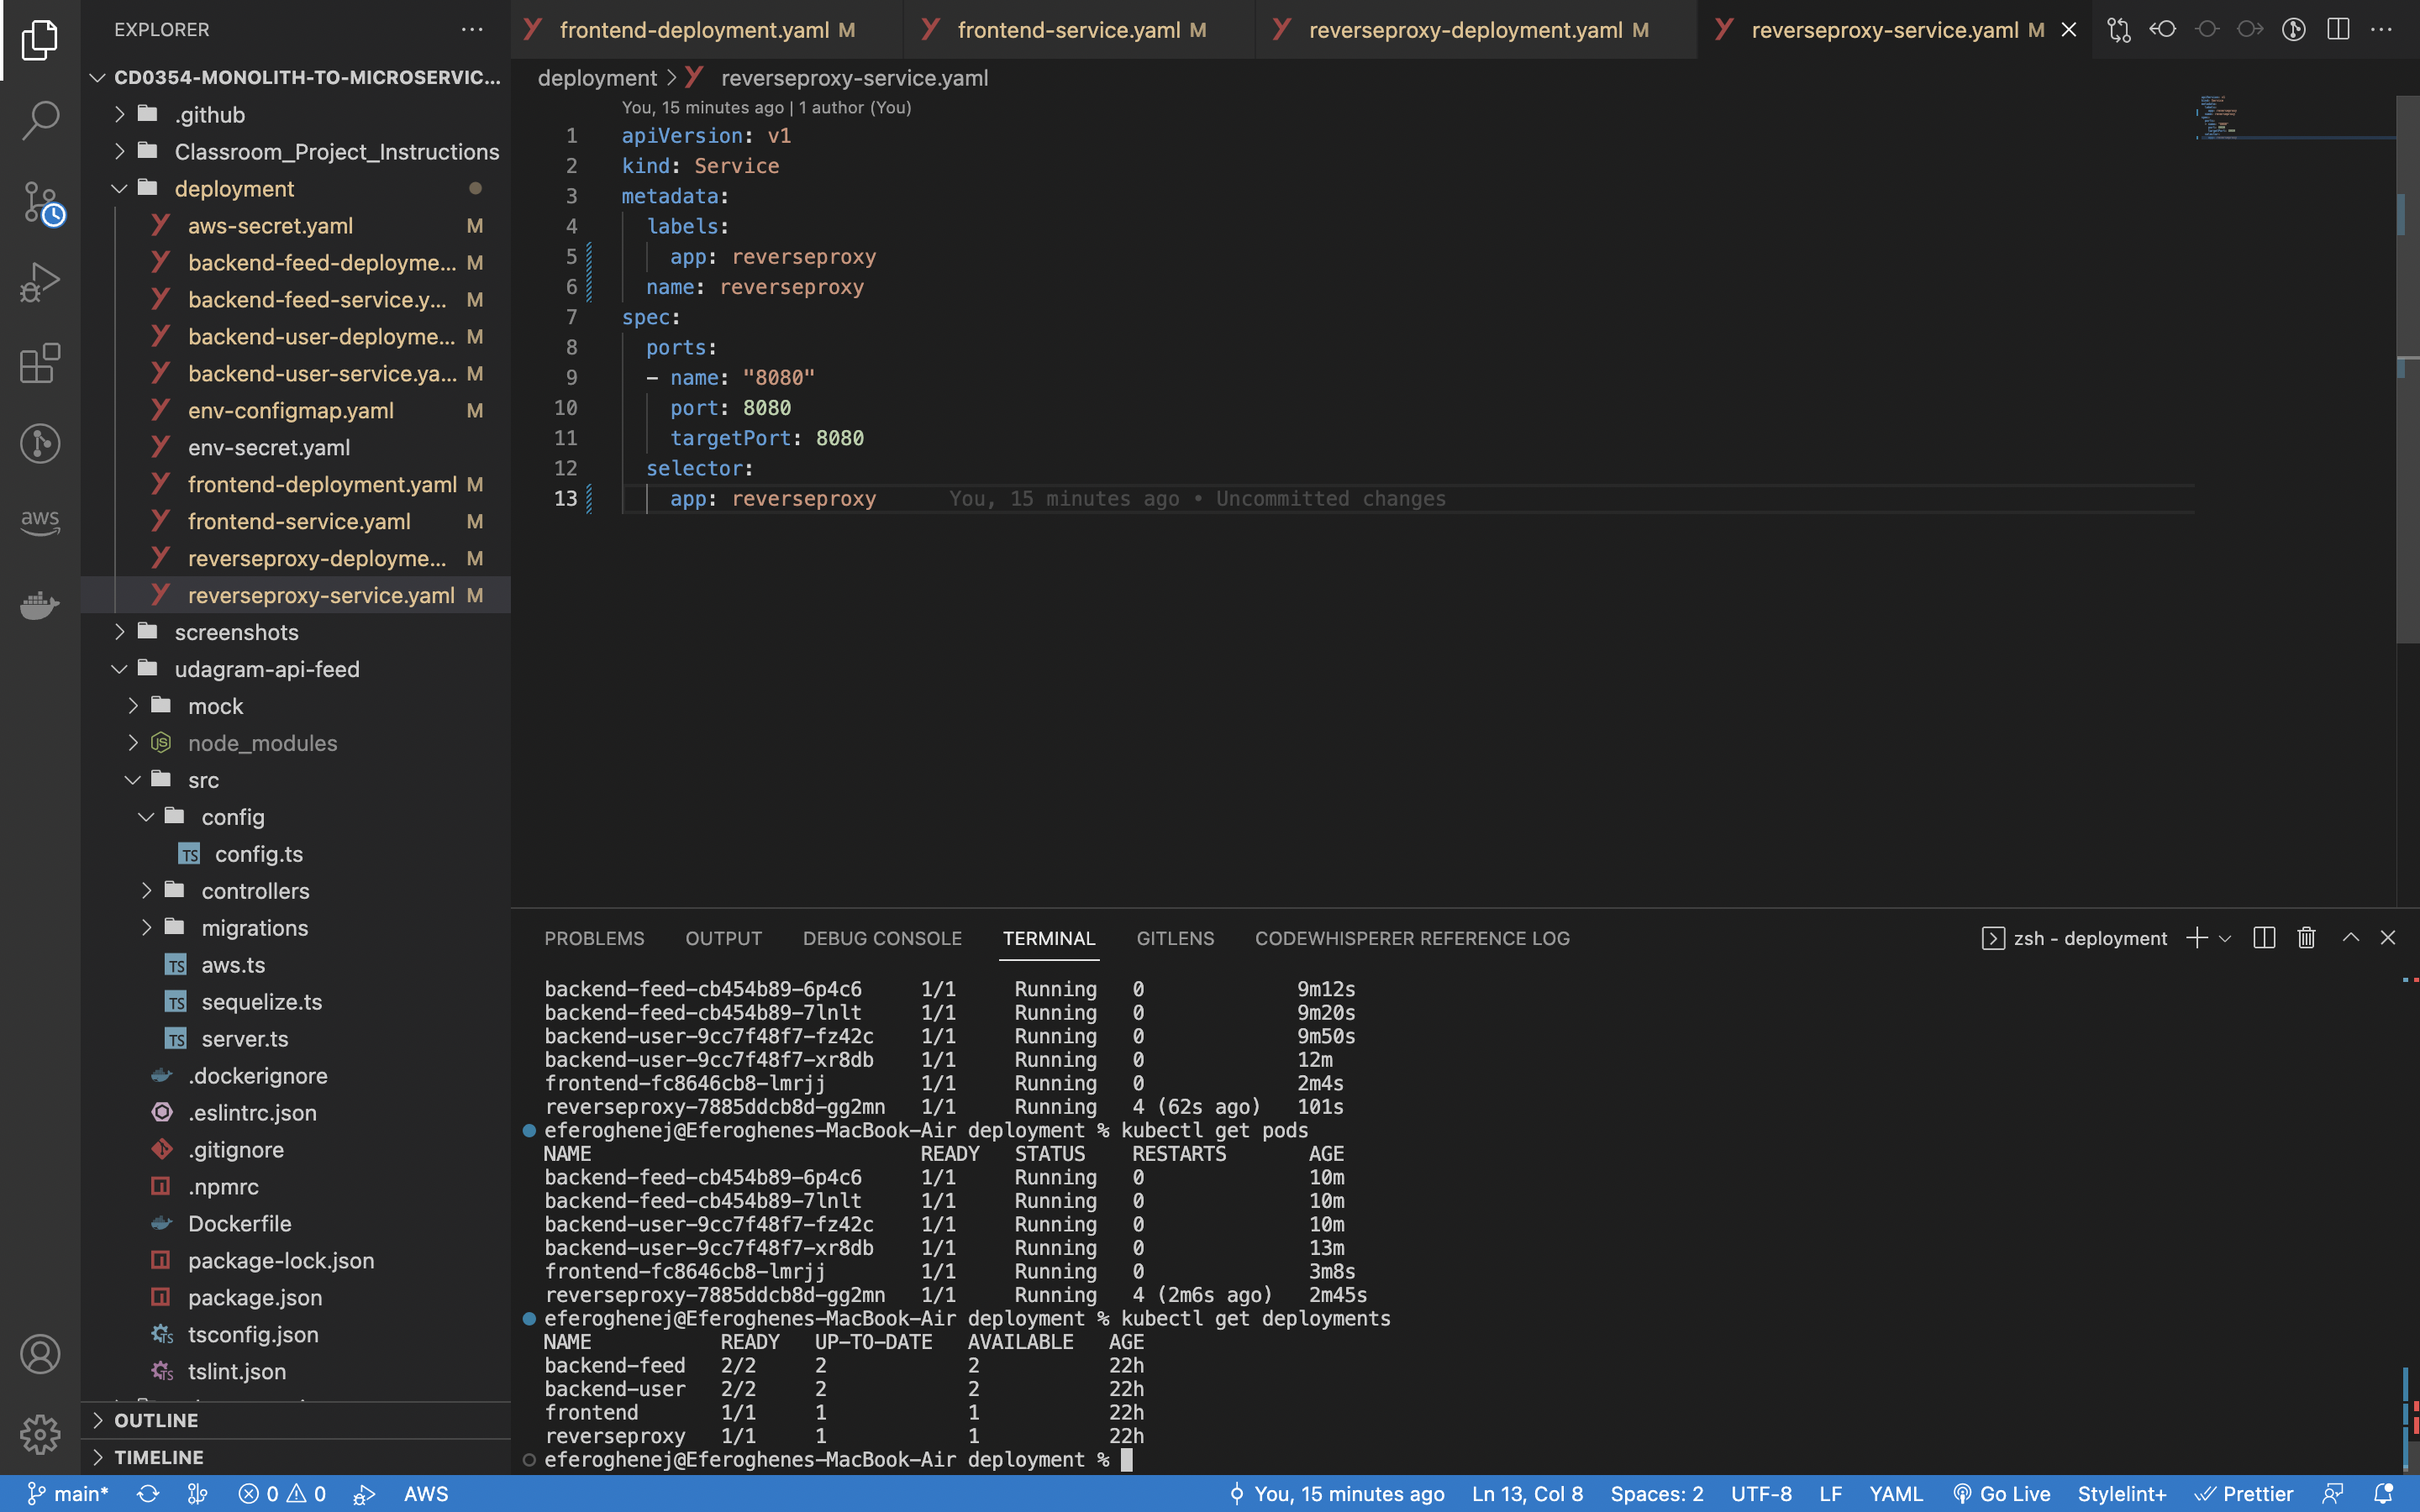 EXPLORER
CD0354-MONOLITH-TO-MICROSERVIC...
.github
Classroom_Project_Instructions
deployment
aws-secret.yaml M
backend-feed-deployme... M
backend-feed-service.y... M
backend-user-deployme... M
backend-user-service.ya... M
env-configmap.yaml M
env-secret.yaml
frontend-deployment.yaml M
frontend-service.yaml M
reverseproxy-deployme... M
reverseproxy-service.yaml M
screenshots
udagram-api-feed
mock
node_modules
src
config
TS config.ts
controllers
migrations
TS aws.ts
TS sequelize.ts
TS server.ts
.dockerignore
.eslintrc.json
.gitignore
.npmrc
Dockerfile
package-lock.json
package.json
tsconfig.json
tslint.json
OUTLINE
TIMELINE
aws
frontend-deployment.yaml M
frontend-service.yaml M
reverseproxy-deployment.yaml M
reverseproxy-service.yaml M
deployment > reverseproxy-service.yaml
You, 15 minutes ago | 1 author (You)
1 apiVersion: v1
2 kind: Service
3 metadata:
4 labels:
5 app: reverseproxy
6 name: reverseproxy
7 spec:
8 ports:
9 - name: "8080"
10 port: 8080
11 targetPort: 8080
12 selector:
13 app: reverseproxy You, 15 minutes ago • Uncommitted changes
PROBLEMS OUTPUT DEBUG CONSOLE TERMINAL GITLENS CODEWHISPERER REFERENCE LOG zsh - deployment
backend-feed-cb454b89-6p4c6 1/1 Running 0 9m12s
backend-feed-cb454b89-7lnlt 1/1 Running 0 9m20s
backend-user-9cc7f48f7-fz42c 1/1 Running 0 9m50s
backend-user-9cc7f48f7-xr8db 1/1 Running 0 12m
frontend-fc8646cb8-lmrjj 1/1 Running 0 2m4s
reverseproxy-7885ddcb8d-gg2mn 1/1 Running 4 (62s ago) 101s
eferoghenej@Eferoghenes-MacBook-Air deployment % kubectl get pods
NAME READY STATUS RESTARTS AGE
backend-feed-cb454b89-6p4c6 1/1 Running 0 10m
backend-feed-cb454b89-7lnlt 1/1 Running 0 10m
backend-user-9cc7f48f7-fz42c 1/1 Running 0 10m
backend-user-9cc7f48f7-xr8db 1/1 Running 0 13m
frontend-fc8646cb8-lmrjj 1/1 Running 0 3m8s
reverseproxy-7885ddcb8d-gg2mn 1/1 Running 4 (2m6s ago) 2m45s
eferoghenej@Eferoghenes-MacBook-Air deployment % kubectl get deployments
NAME READY UP-TO-DATE AVAILABLE AGE
backend-feed 2/2 2 2 22h
backend-user 2/2 2 2 22h
frontend 1/1 1 1 22h
reverseproxy 1/1 1 1 22h
eferoghenej@Eferoghenes-MacBook-Air deployment %
main* 0 0 AWS You, 15 minutes ago Ln 13, Col 8 Spaces: 2 UTF-8 LF YAML Go Live Stylelint+ Prettier